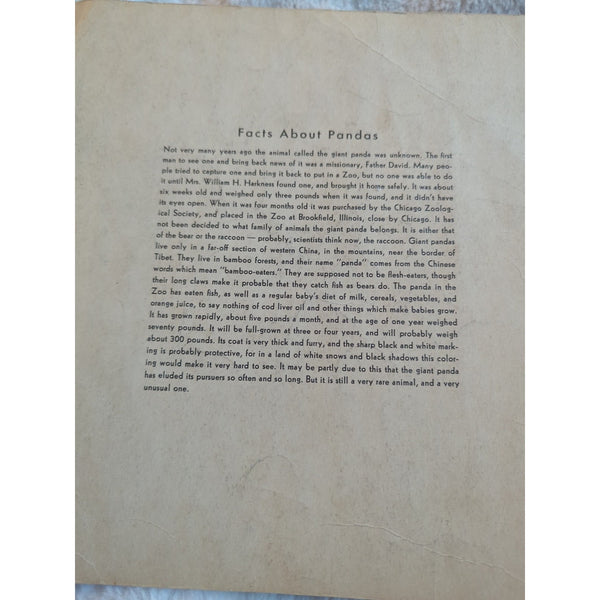 Facts About Pandas
Not very many years ago the animal called the giant panda was unknown. The first
man to see one and bring back news of it was a missionary, Father David. Many peo-
ple tried to capture one and bring it back to put in a Zoo, but no one was able to do
it until Mrs. William H. Harkness found one, and brought it home safely. It was about
six weeks old and weighed only three pounds when it was found, and it didn't have
its eyes open. When it was four months old it was purchased by the Chicago Zoolog-
ical Society, and placed in the Zoo at Brookfield, Illinois, close by Chicago. It has
not been decided to what family of animals the giant panda belongs. It is either that
of the bear or the raccoon — probably, scientists think now, the raccoon. Giant pandas
live only in a far-off section of western China, in the mountains, near the border of
Tibet. They live in bamboo forests, and their name "panda" comes from the Chinese
words which mean "bamboo-eaters." They are supposed not to be flesh-eaters, though
their long claws make it probable that they catch fish as bears do. The panda in the
Zoo has eaten fish, as well as a regular baby's diet of milk, cereals, vegetables, and
orange juice, to say nothing of cod liver oil and other things which make babies grow.
It has grown rapidly, about five pounds a month, and at the age of one year weighed
seventy pounds. It will be full-grown at three or four years, and will probably weigh
about 300 pounds. Its coat is very thick and furry, and the sharp black and white mark-
ing is probably protective, for in a land of white snows and black shadows this color-
ing would make it very hard to see. It may be partly due to this that the giant panda
has eluded its pursuers so often and so long. But it is still a very rare animal, and a very
unusual one.